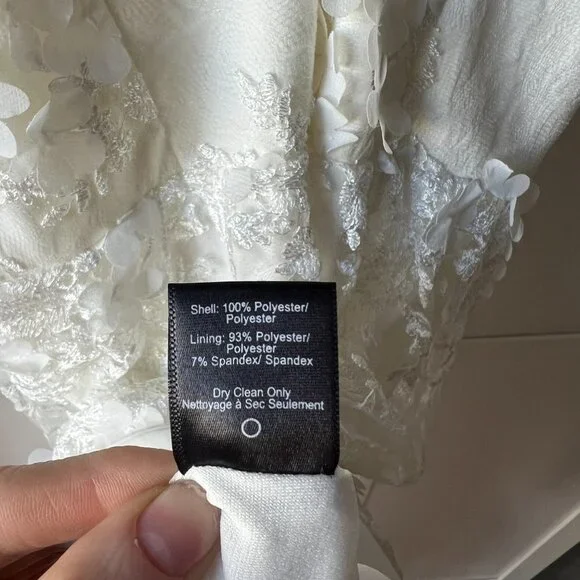 Shell: 100% Polyester/
Polyester
Lining: 93% Polyester/
Polyester
7% Spandex/ Spandex
Dry Clean Only
Nettoyage à Sec Seulement